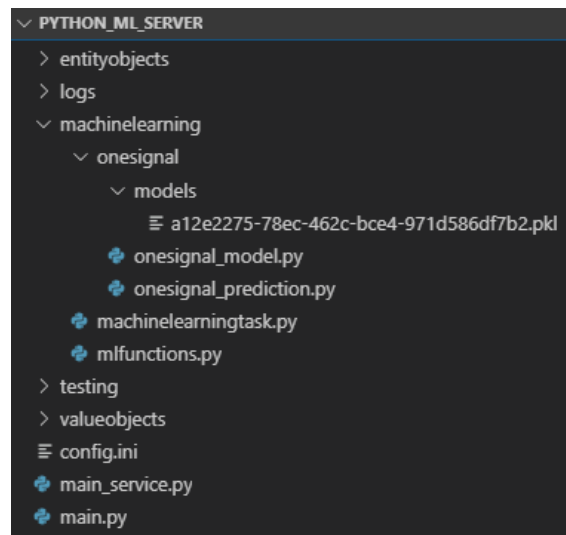 PYTHON_ML_SERVER
entityobjects
logs
machinelearning
onesignal
models
a12e2275-78ec-462c-bce4-971d586df7b2.pkl
onesignal_model.py
onesignal_prediction.py
machinelearningtask.py
mlfunctions.py
testing
valueobjects
config.ini
main_service.py
main.py